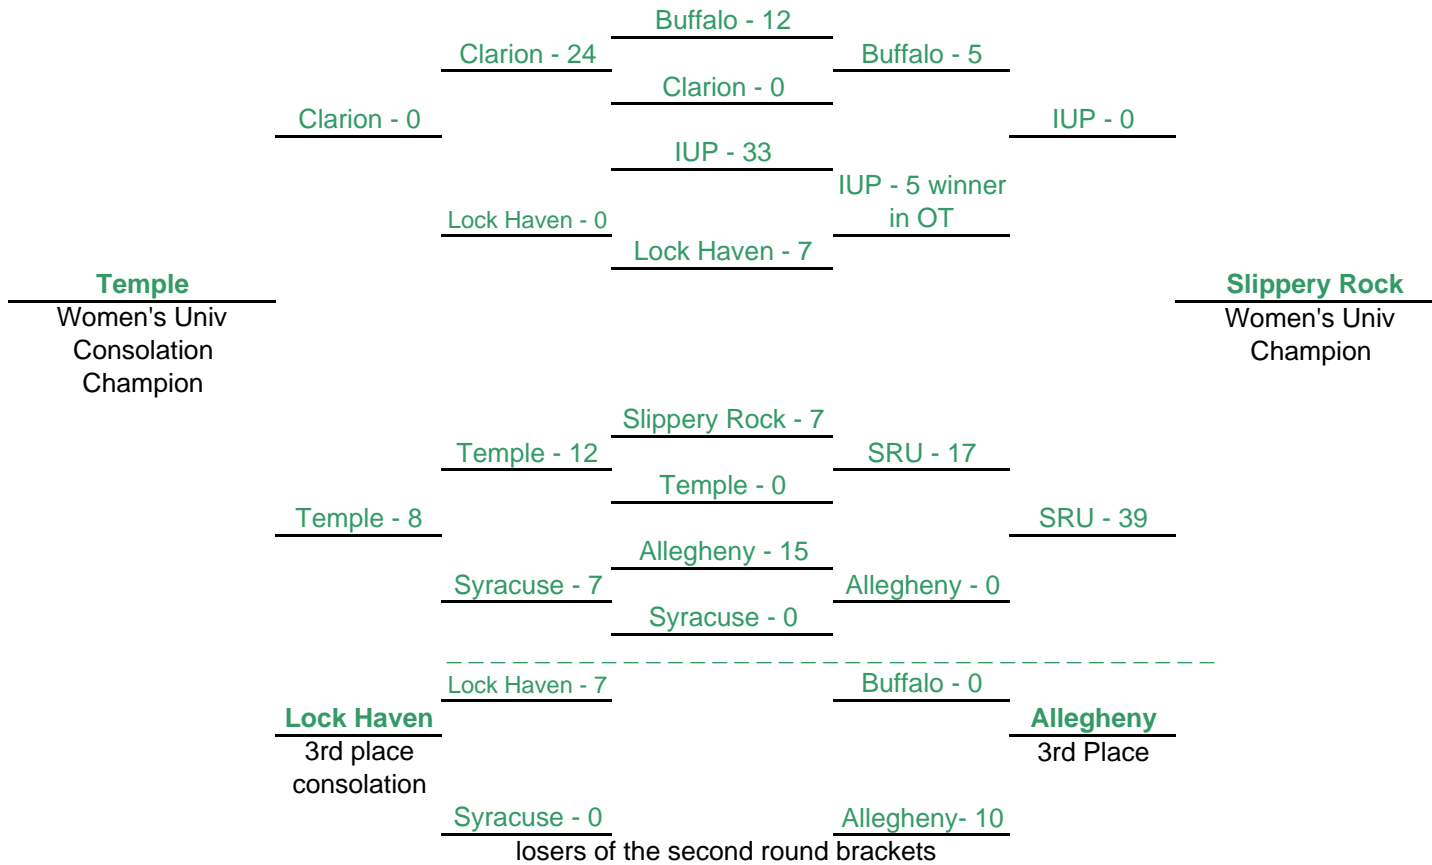 Buffalo - 12
Clarion - 24
Buffalo - 5
Clarion - 0
Clarion - 0
IUP - 0
IUP - 33
IUP - 5 winner
in OT
Lock Haven - 0
Lock Haven - 7
Temple
Women's Univ
Consolation
Champion
Slippery Rock
Women's Univ
Champion
Slippery Rock - 7
Temple - 12
SRU - 17
Temple - 0
Temple - 8
SRU - 39
Allegheny - 15
Syracuse - 7
Allegheny - 0
Syracuse - 0
Lock Haven - 7
Buffalo - 0
Lock Haven
3rd place
consolation
Allegheny
3rd Place
Syracuse - 0
Allegheny- 10
losers of the second round brackets